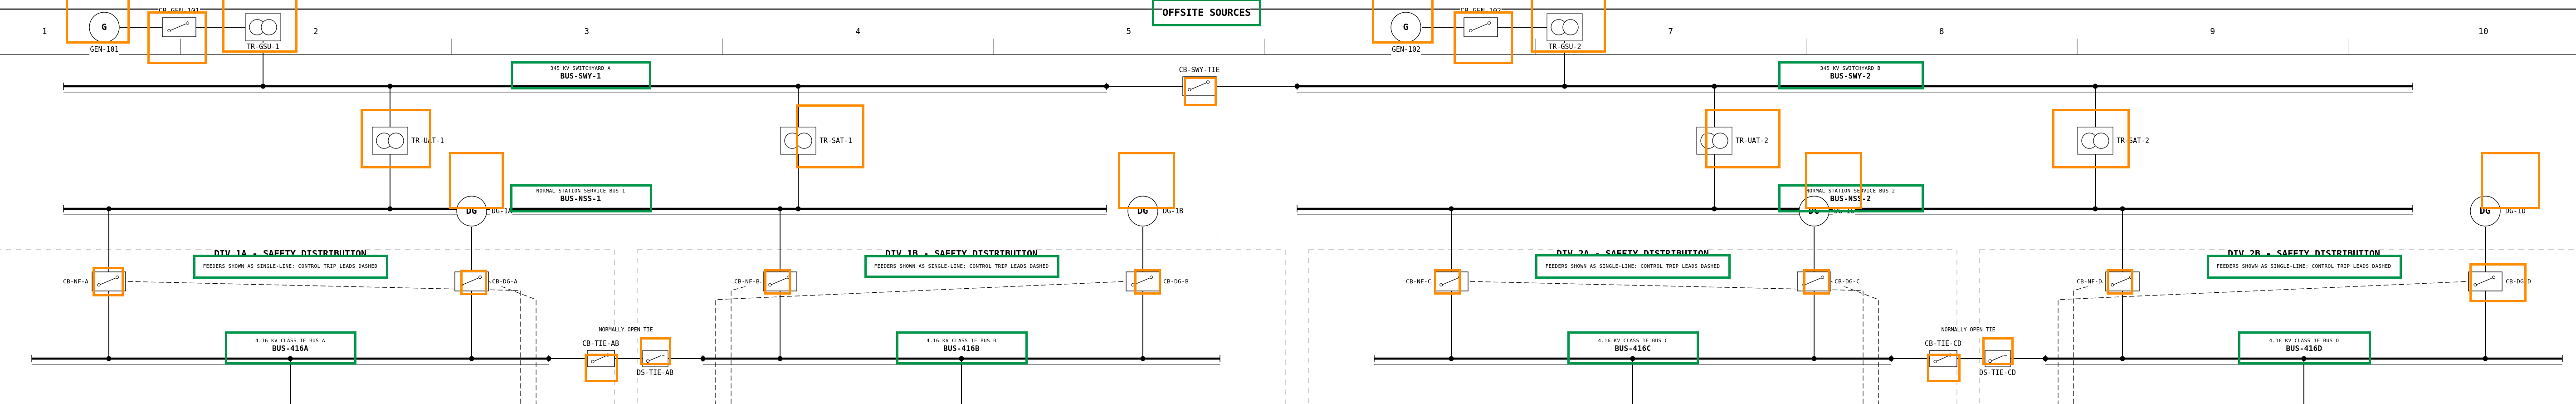 CB-GEN-101
OFFSITE SOURCES
CB-GEN-102
G
G
1
2
3
4
5
7
8
9
10
GEN-101
TR-GSU-1
GEN-102
TR-GSU-2
345 KV SWITCHYARD A
BUS-SWY-1
CB-SWY-TIE
345 KV SWITCHYARD B
BUS-SWY-2
TR-UAT-1
TR-SAT-1
TR-UAT-2
TR-SAT-2
NORMAL STATION SERVICE BUS 1
BUS-NSS-1
NORMAL STATION SERVICE BUS 2
BUS-NSS-2
DG
DG-1A
DG
DG-1B
DG
DG
DG-1D
DIV 1A - SAFETY DISTRIBUTION
DIV 1B - SAFETY DISTRIBUTION
DIV 2A - SAFETY DISTRIBUTION
DIV 2B - SAFETY DISTRIBUTION
FEEDERS SHOWN AS SINGLE-LINE; CONTROL TRIP LEADS DASHED
FEEDERS SHOWN AS SINGLE-LINE; CONTROL TRIP LEADS DASHED
FEEDERS SHOWN AS SINGLE-LINE; CONTROL TRIP LEADS DASHED
FEEDERS SHOWN AS SINGLE-LINE; CONTROL TRIP LEADS DASHED
CB-NF-A
CB-DG-A
CB-NF-B
CB-DG-B
CB-NF-C
CB-DG-C
CB-NF-D
CB-DG-D
NORMALLY OPEN TIE
NORMALLY OPEN TIE
4.16 KV CLASS 1E BUS A
BUS-416A
CB-TIE-AB
4.16 KV CLASS 1E BUS B
BUS-416B
4.16 KV CLASS 1E BUS C
BUS-416C
CB-TIE-CD
4.16 KV CLASS 1E BUS D
BUS-416D
DS-TIE-AB
DS-TIE-CD